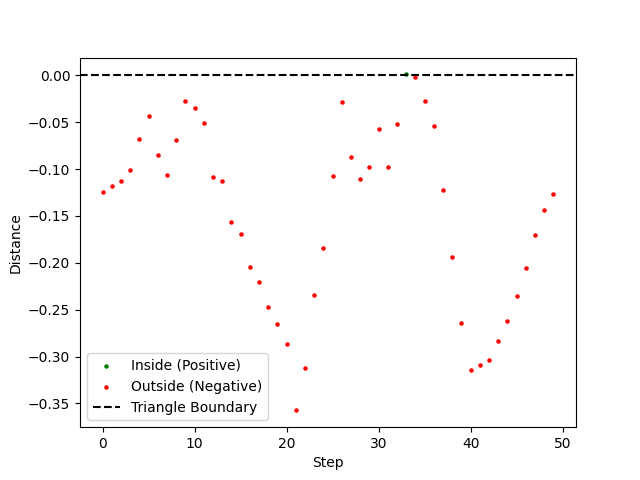 0.00
−0.05
−0.10
−0.15
−0.20
−0.25
−0.30
−0.35
Distance
Inside (Positive)
Outside (Negative)
Triangle Boundary
0 10 20 30 40 50
Step